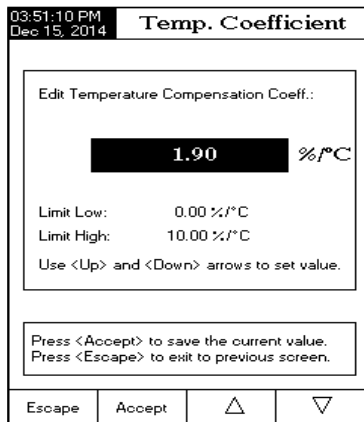 03:51:10 PM
Dec 15, 2014
Temp. Coefficient
Edit Temperature Compensation Coeff.:
1.90 %/°C
Limit Low: 0.00 %/°C
Limit High: 10.00 %/°C
Use <Up> and <Down> arrows to set value.
Press <Accept> to save the current value.
Press <Escape> to exit to previous screen.
Escape Accept △ ▽